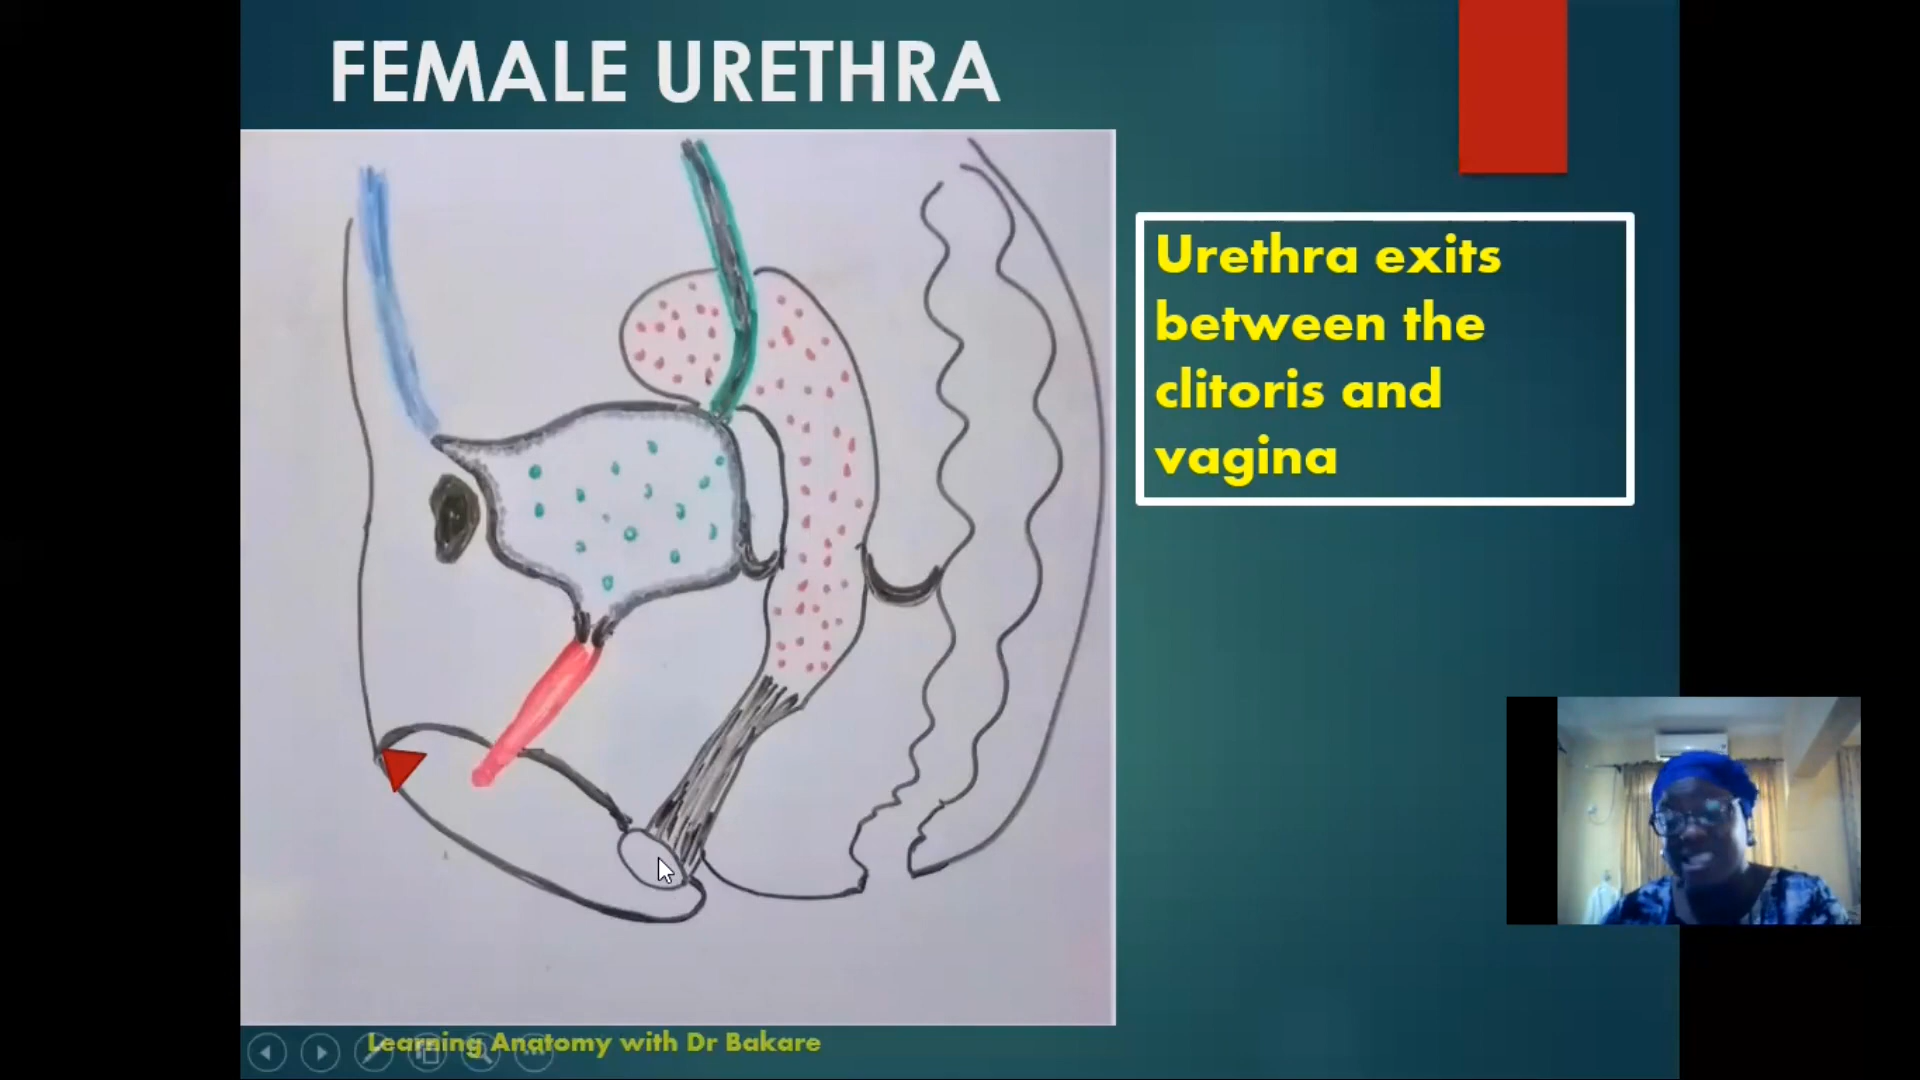 FEMALE URETHRA
Urethra exits
between the
clitoris and
vagina
Learning Anatomy with Dr Bakare